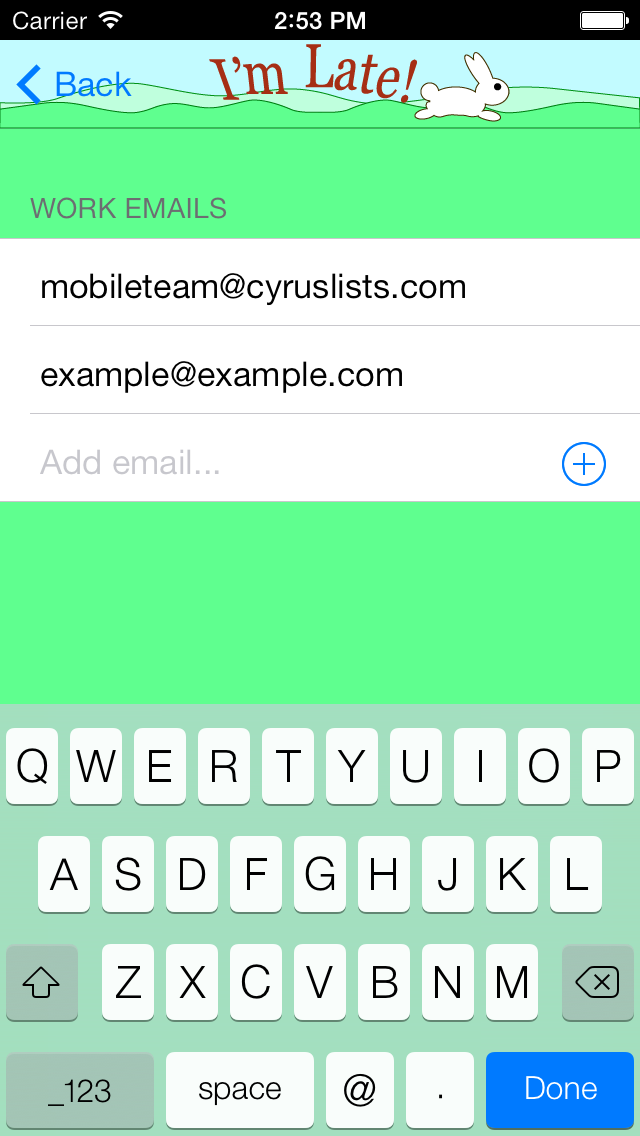 Carrier 2:53 PM
Back I'm Late!
WORK EMAILS
mobileteam@cyruslists.com
example@example.com
Add email...
Q W E R T Y U I O P
A S D F G H J K L
Z X C V B N M
_123 space @ . Done